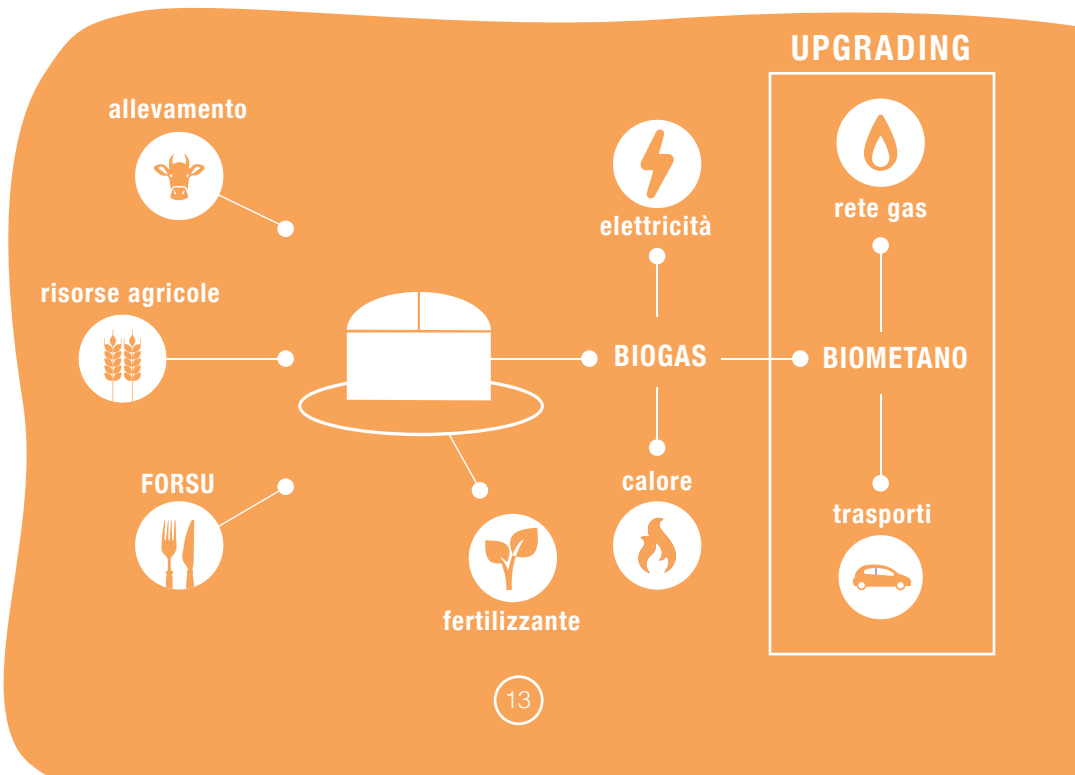 UPGRADING
allevamento
rete gas
elettricità
risorse agricole
BIOGAS
BIOMETANO
FORSU
calore
trasporti
fertilizzante
13